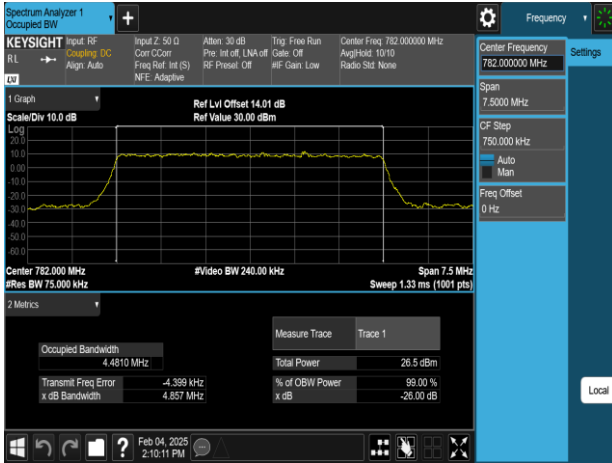 Spectrum Analyzer 1
Occupied BW
Frequency
KEYSIGHT
R L
LXI
Input: RF
Coupling: DC
Align: Auto
Input Z: 50 Ω
Corr CCorr
Freq Ref: Int (S)
NFE: Adaptive
Atten: 30 dB
Pre: Int off, LNA off
RF Preset: Off
Trig: Free Run
Gate: Off
#IF Gain: Low
Center Freq: 782.000000 MHz
Avg|Hold: 10/10
Radio Std: None
Center Frequency
782.000000 MHz
Settings
Span
7.5000 MHz
CF Step
750.000 kHz
Auto
Man
Freq Offset
0 Hz
Local
1 Graph
Scale/Div 10.0 dB
Ref Lvl Offset 14.01 dB
Ref Value 30.00 dBm
Log
20.0
10.0
0.00
-10.0
-20.0
-30.0
-40.0
-50.0
-60.0
Center 782.000 MHz
#Res BW 75.000 kHz
#Video BW 240.00 kHz
Span 7.5 MHz
Sweep 1.33 ms (1001 pts)
2 Metrics
Occupied Bandwidth
4.4810 MHz
Transmit Freq Error -4.399 kHz
x dB Bandwidth 4.857 MHz
Measure Trace Trace 1
Total Power 26.5 dBm
% of OBW Power 99.00 %
x dB -26.00 dB
?
Feb 04, 2025
2:10:11 PM